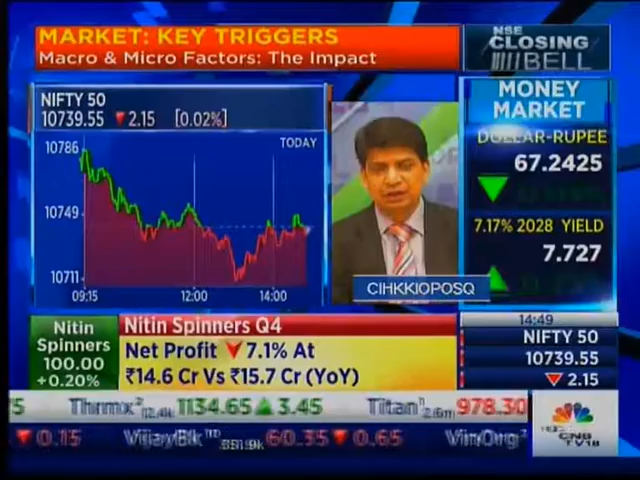 MARKET: KEY TRIGGERS
Macro & Micro Factors: The Impact
NSE
CLOSING
BELL
NIFTY 50
10739.55 ▼ 2.15 [0.02%]
TODAY
10786
10749
10711
09:15 12:00 14:00
CIHKKIOPOSQ
MONEY
MARKET
DOLLAR-RUPEE
67.2425
7.17% 2028 YIELD
7.727
Nitin
Spinners
100.00
+0.20%
Nitin Spinners Q4
Net Profit ▼ 7.1% At
₹14.6 Cr Vs ₹15.7 Cr (YoY)
14:49
NIFTY 50
10739.55
▼ 2.15
1134.65 ▲ 3.45 Titan 978.30
▼ 0.15 VijayBk 60.35 ▼ 0.65 VinOrg
CNBC
TV18